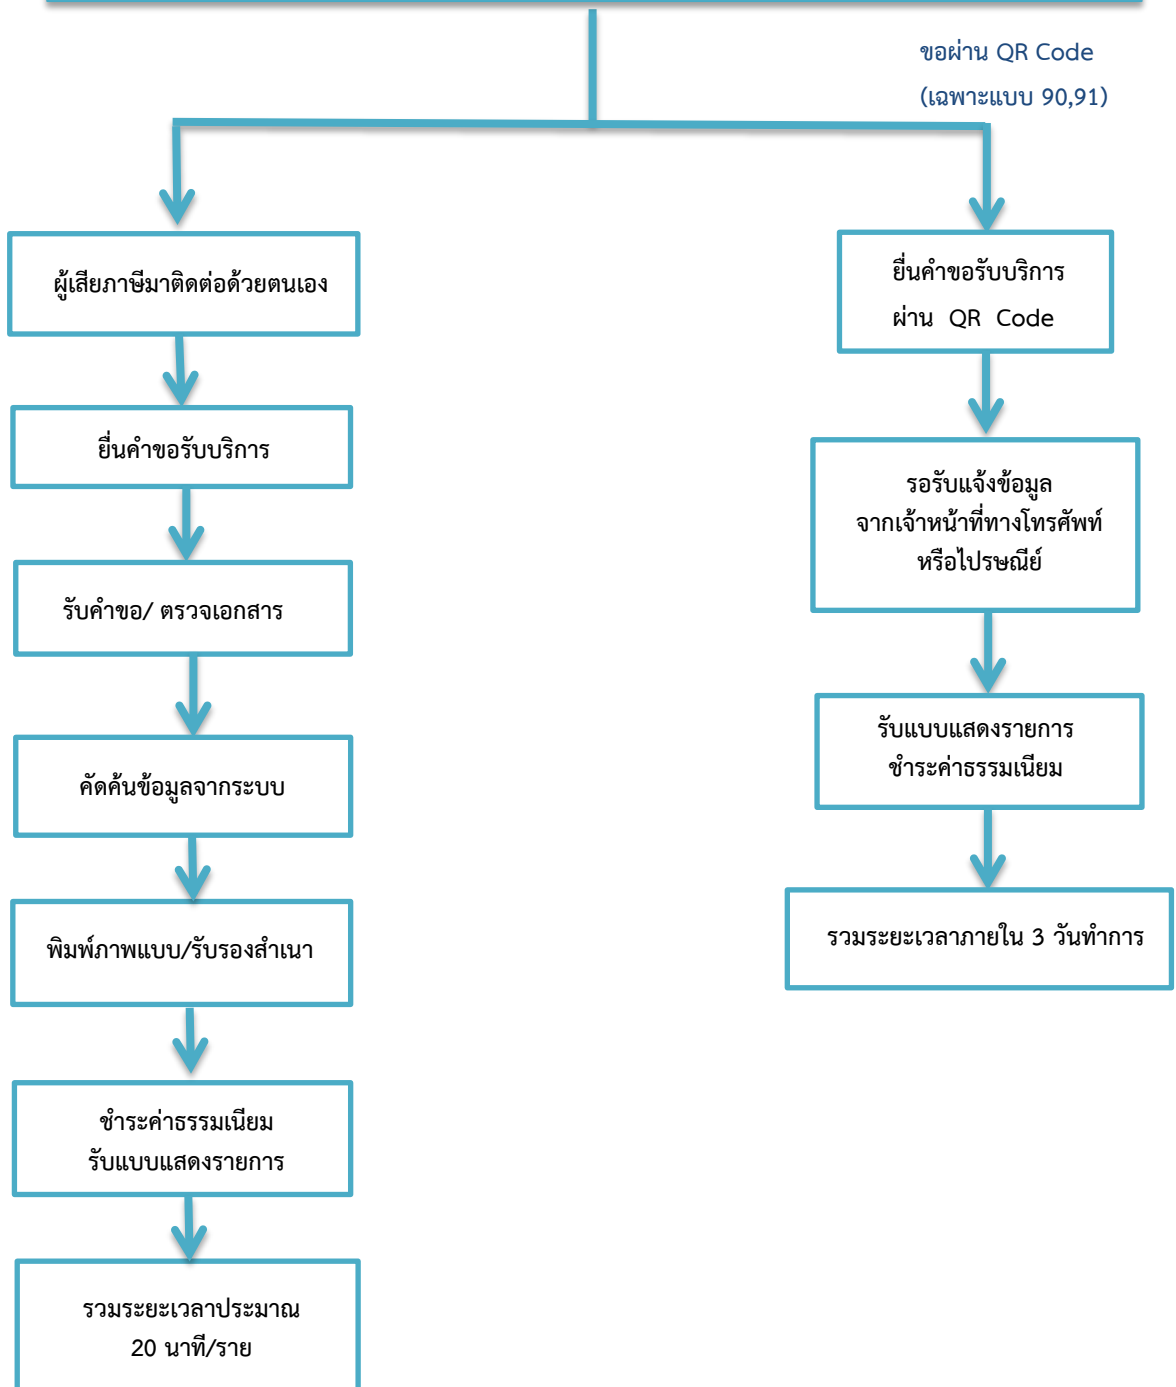 ขอผ่าน QR Code
(เฉพาะแบบ 90,91)
ผู้เสียภาษีมาติดต่อด้วยตนเอง
ยื่นคำขอรับบริการ
รับคำขอ/ ตรวจเอกสาร
คัดค้นข้อมูลจากระบบ
พิมพ์ภาพแบบ/รับรองสำเนา
ชำระค่าธรรมเนียม
รับแบบแสดงรายการ
รวมระยะเวลาประมาณ
20 นาที/ราย
ยื่นคำขอรับบริการ
ผ่าน QR Code
รอรับแจ้งข้อมูล
จากเจ้าหน้าที่ทางโทรศัพท์
หรือไปรษณีย์
รับแบบแสดงรายการ
ชำระค่าธรรมเนียม
รวมระยะเวลาภายใน 3 วันทำการ